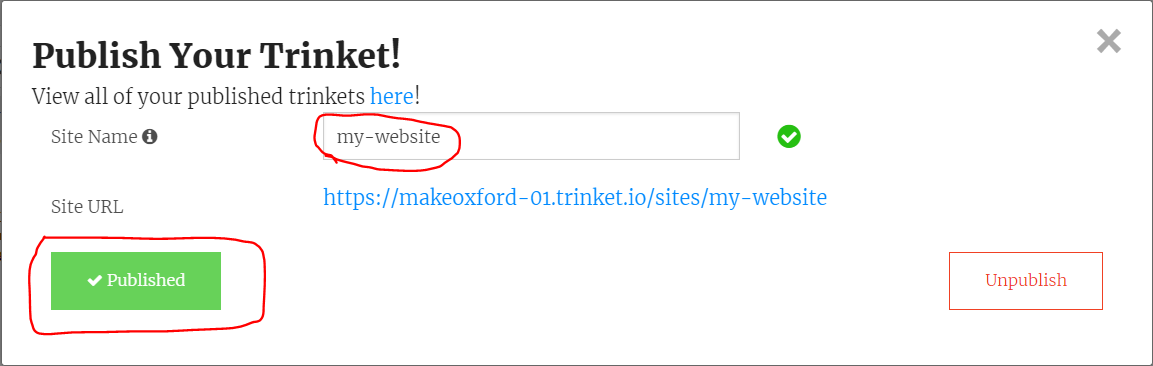 Publish Your Trinket!
View all of your published trinkets here!
Site Name
my-website
Site URL
https://makeoxford-01.trinket.io/sites/my-website
Published
Unpublish